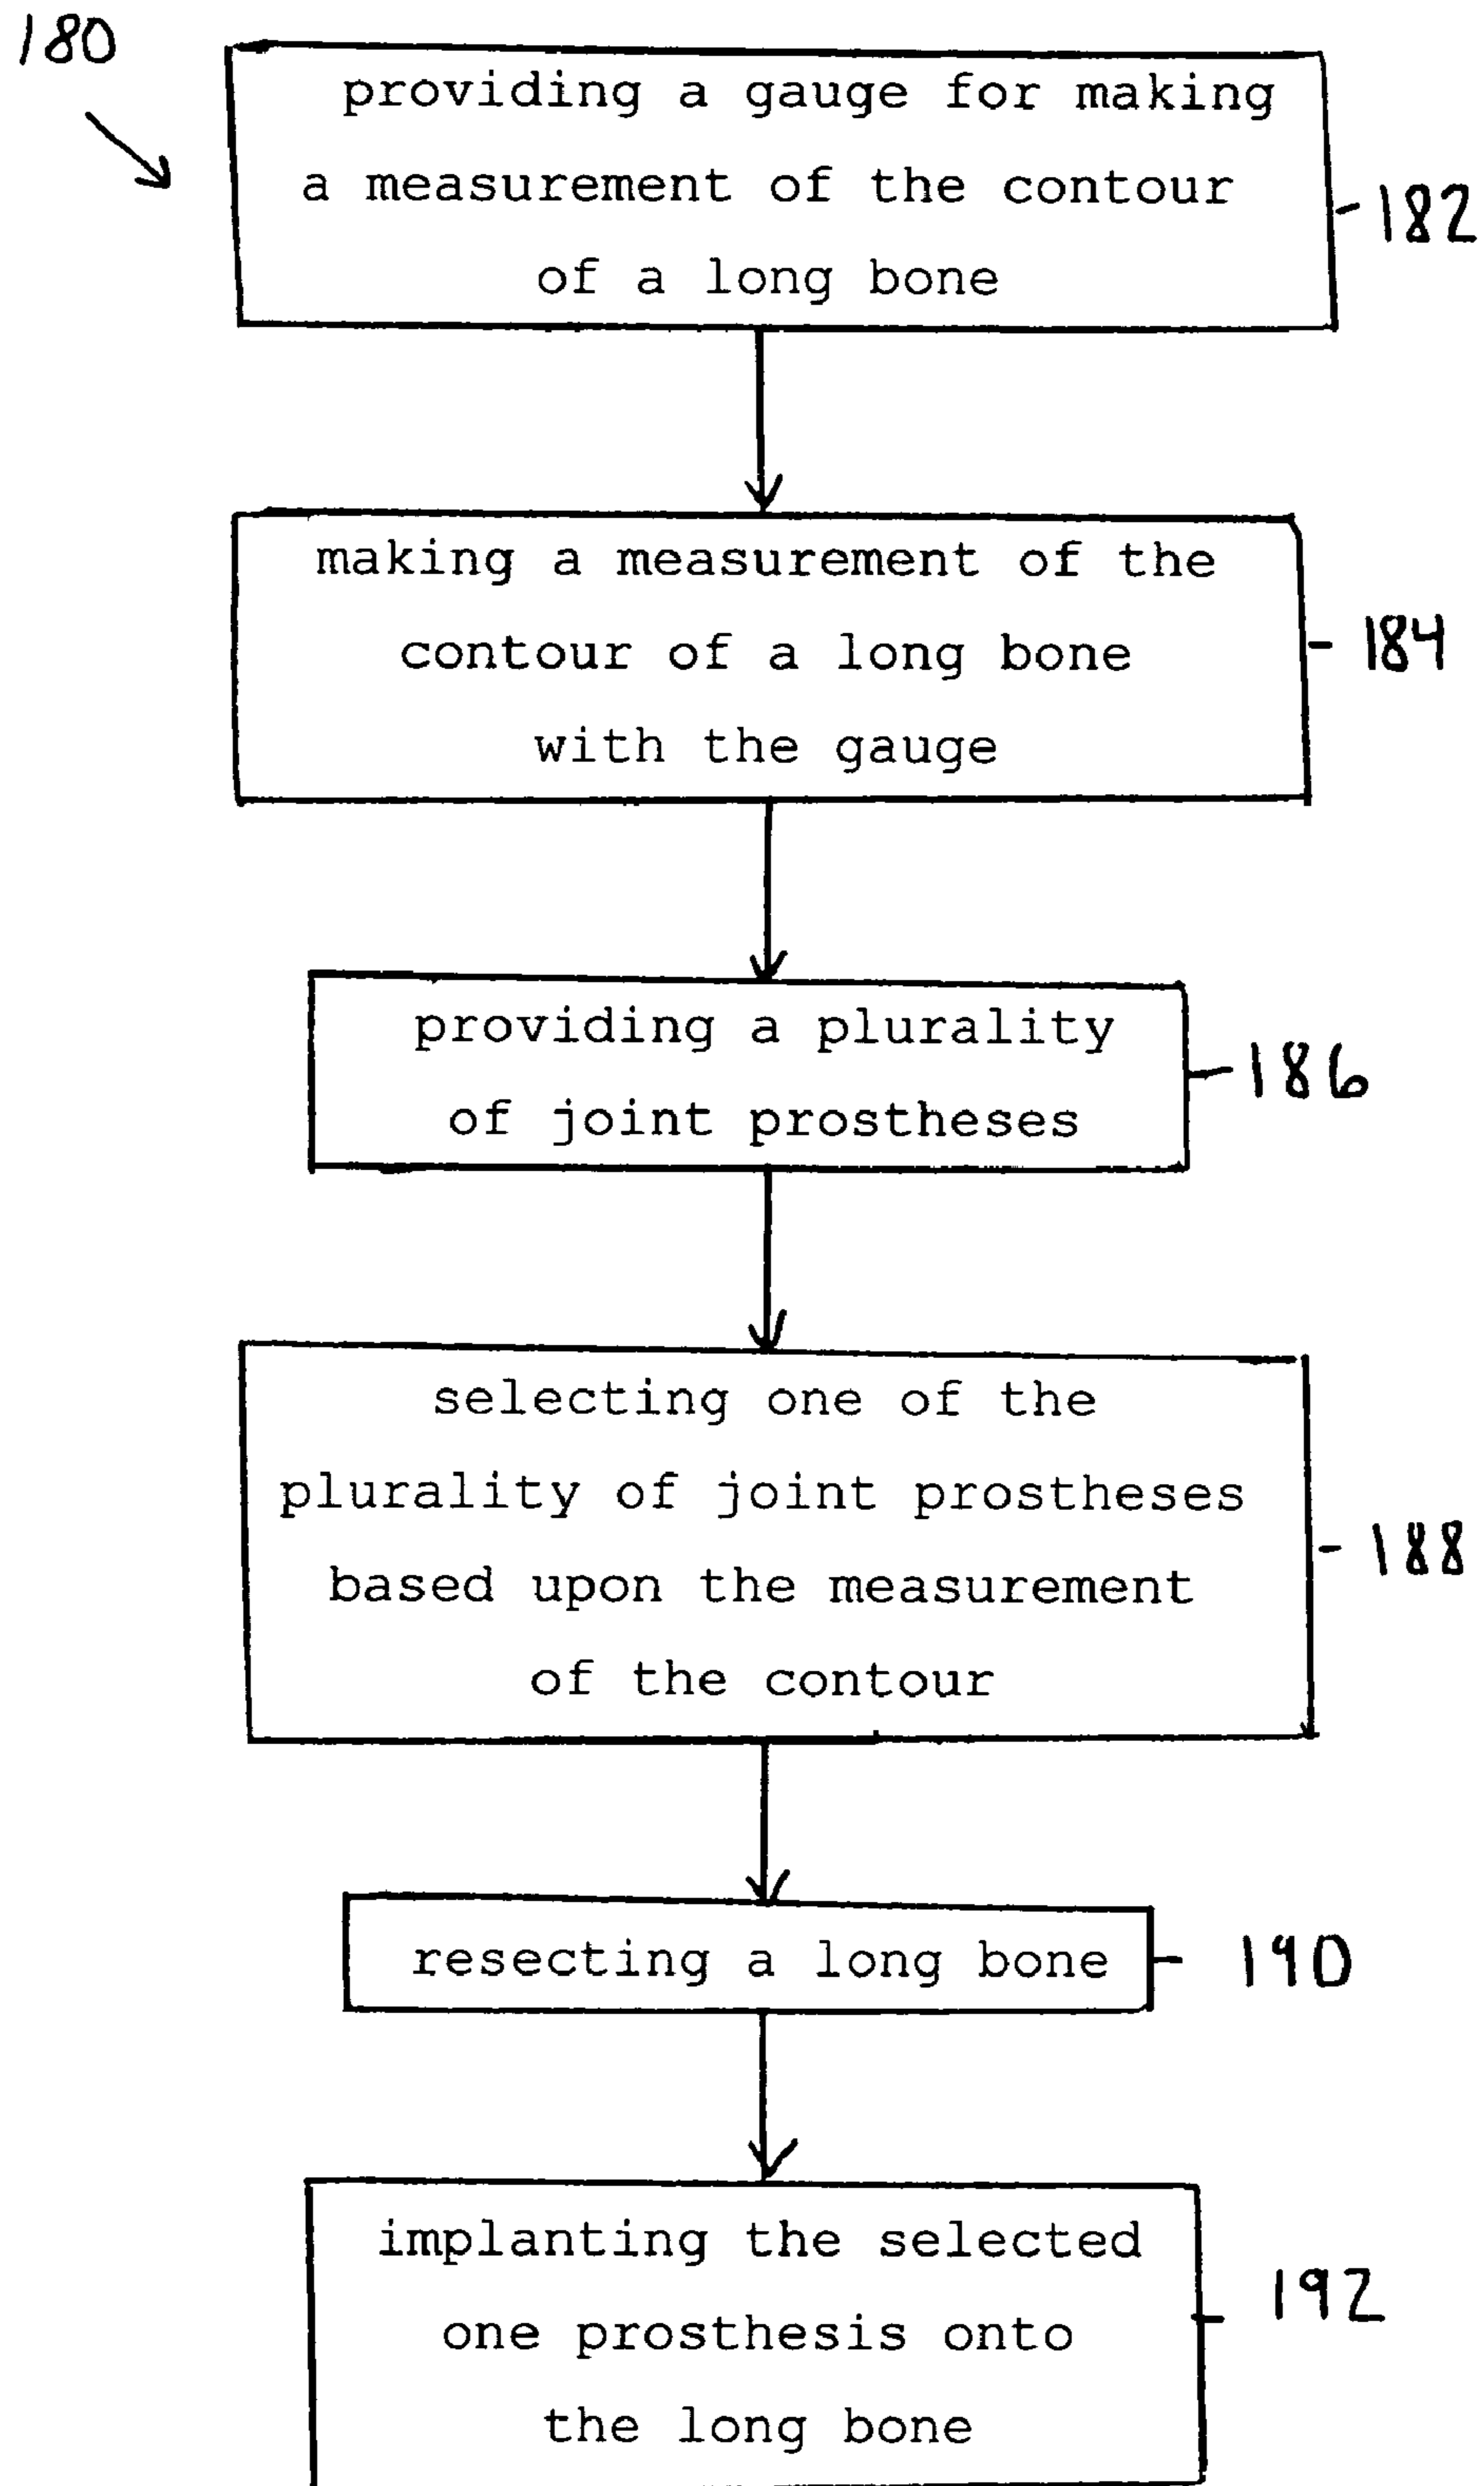 180
providing a gauge for making
a measurement of the contour
of a long bone
182
making a measurement of the
contour of a long bone
with the gauge
184
providing a plurality
of joint prostheses
186
selecting one of the
plurality of joint prostheses
based upon the measurement
of the contour
188
resecting a long bone
190
implanting the selected
one prosthesis onto
the long bone
192